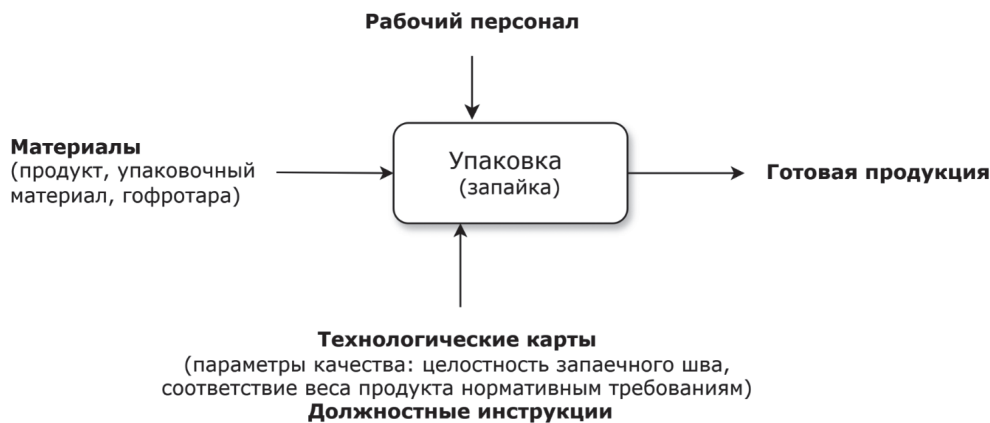 Рабочий персонал
Материалы
(продукт, упаковочный
материал, гофротара)
Упаковка
(запайка)
Готовая продукция
Технологические карты
(параметры качества: целостность запаечного шва,
соответствие веса продукта нормативным требованиям)
Должностные инструкции